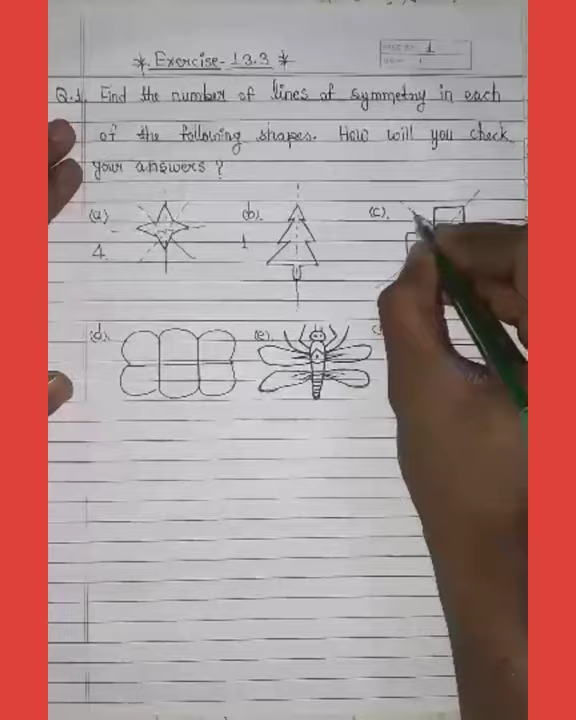 * Exercise-13.3 *
1
Q.1. Find the number of lines of symmetry in each
of the following shapes. How will you check
your answers ?
(a). (b). (c).
4 1
(d). (e).